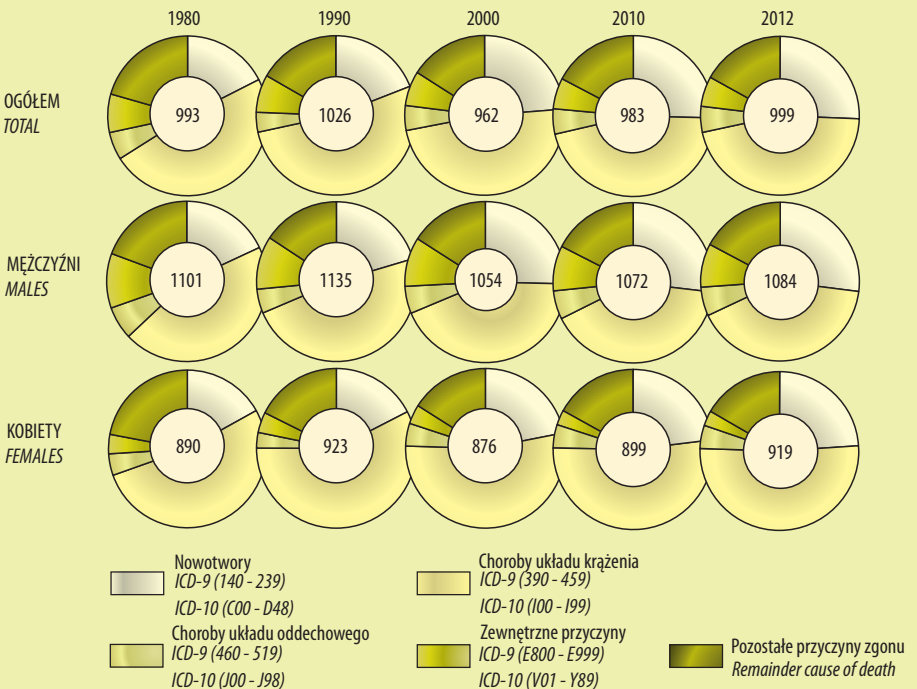 1980
1990
2000
2010
2012
OGÓŁEM
TOTAL
993
1026
962
983
999
MĘŻCZYŹNI
MALES
1101
1135
1054
1072
1084
KOBIETY
FEMALES
890
923
876
899
919
Nowotwory
ICD-9 (140 - 239)
ICD-10 (C00 - D48)
Choroby układu krążenia
ICD-9 (390 - 459)
ICD-10 (I00 - I99)
Choroby układu oddechowego
ICD-9 (460 - 519)
ICD-10 (J00 - J98)
Zewnętrzne przyczyny
ICD-9 (E800 - E999)
ICD-10 (V01 - Y89)
Pozostałe przyczyny zgonu
Remainder cause of death